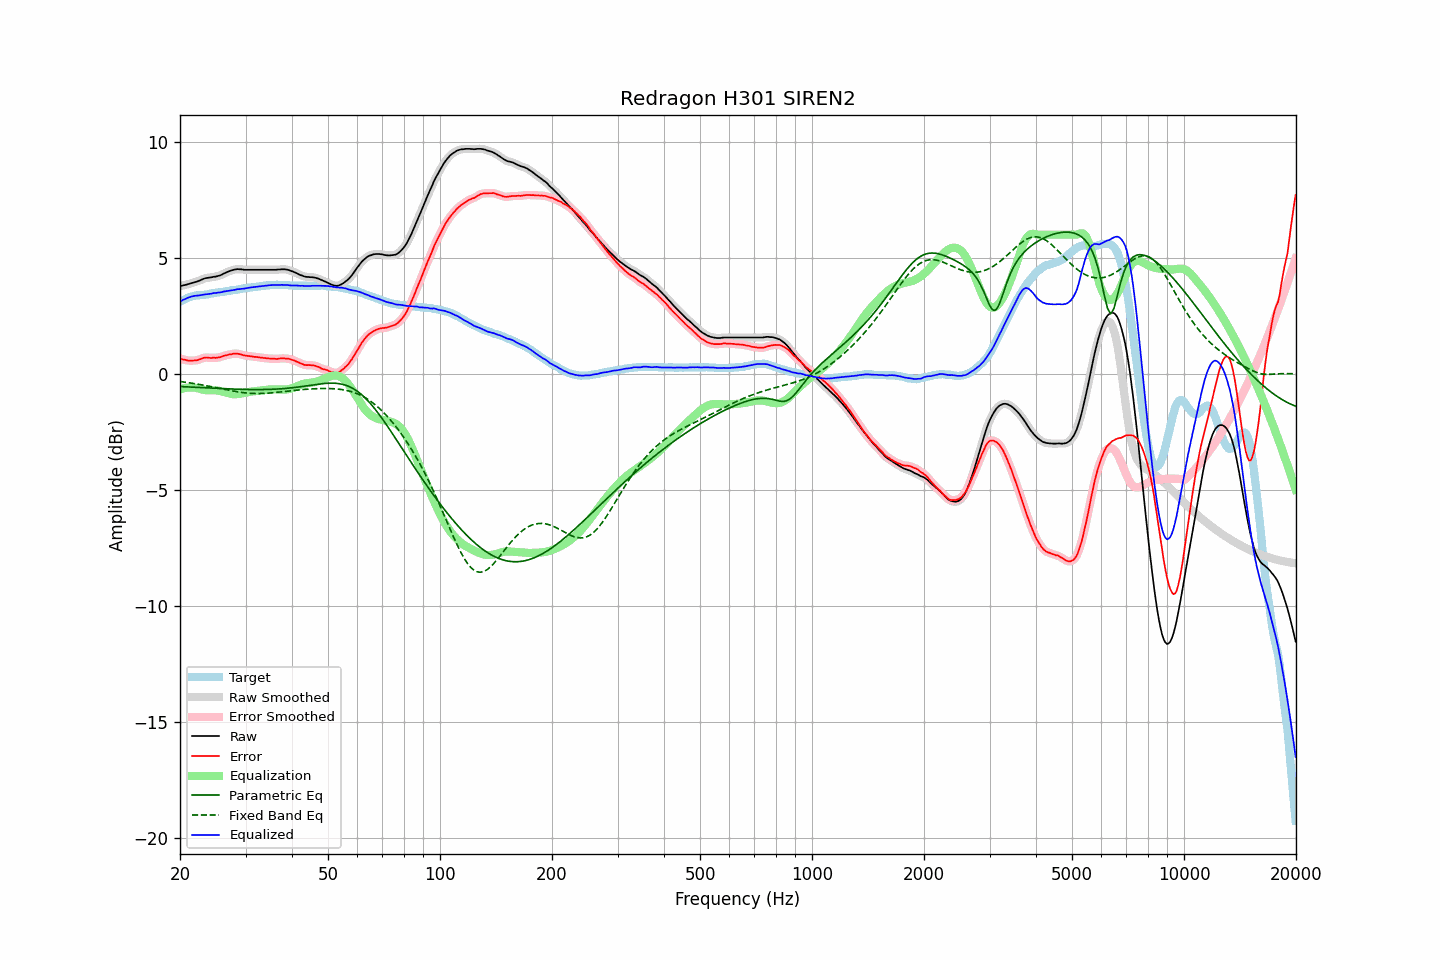 Redragon H301 SIREN2
10
5
0
−5
−10
−15
−20
Amplitude (dBr)
Target
Raw Smoothed
Error Smoothed
Raw
Error
Equalization
Parametric Eq
Fixed Band Eq
Equalized
20 50 100 200 500 1000 2000 5000 10000 20000
Frequency (Hz)